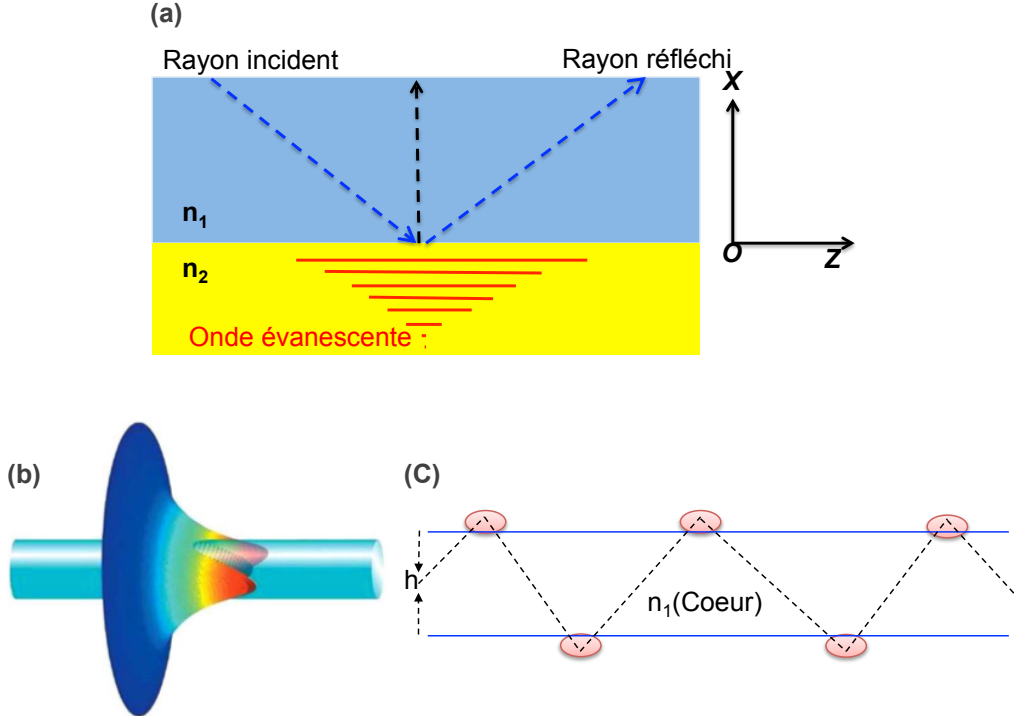 (a)
Rayon incident
Rayon réfléchi
X
n1
O
Z
n2
Onde évanescente
(b)
(C)
h
n1(Coeur)